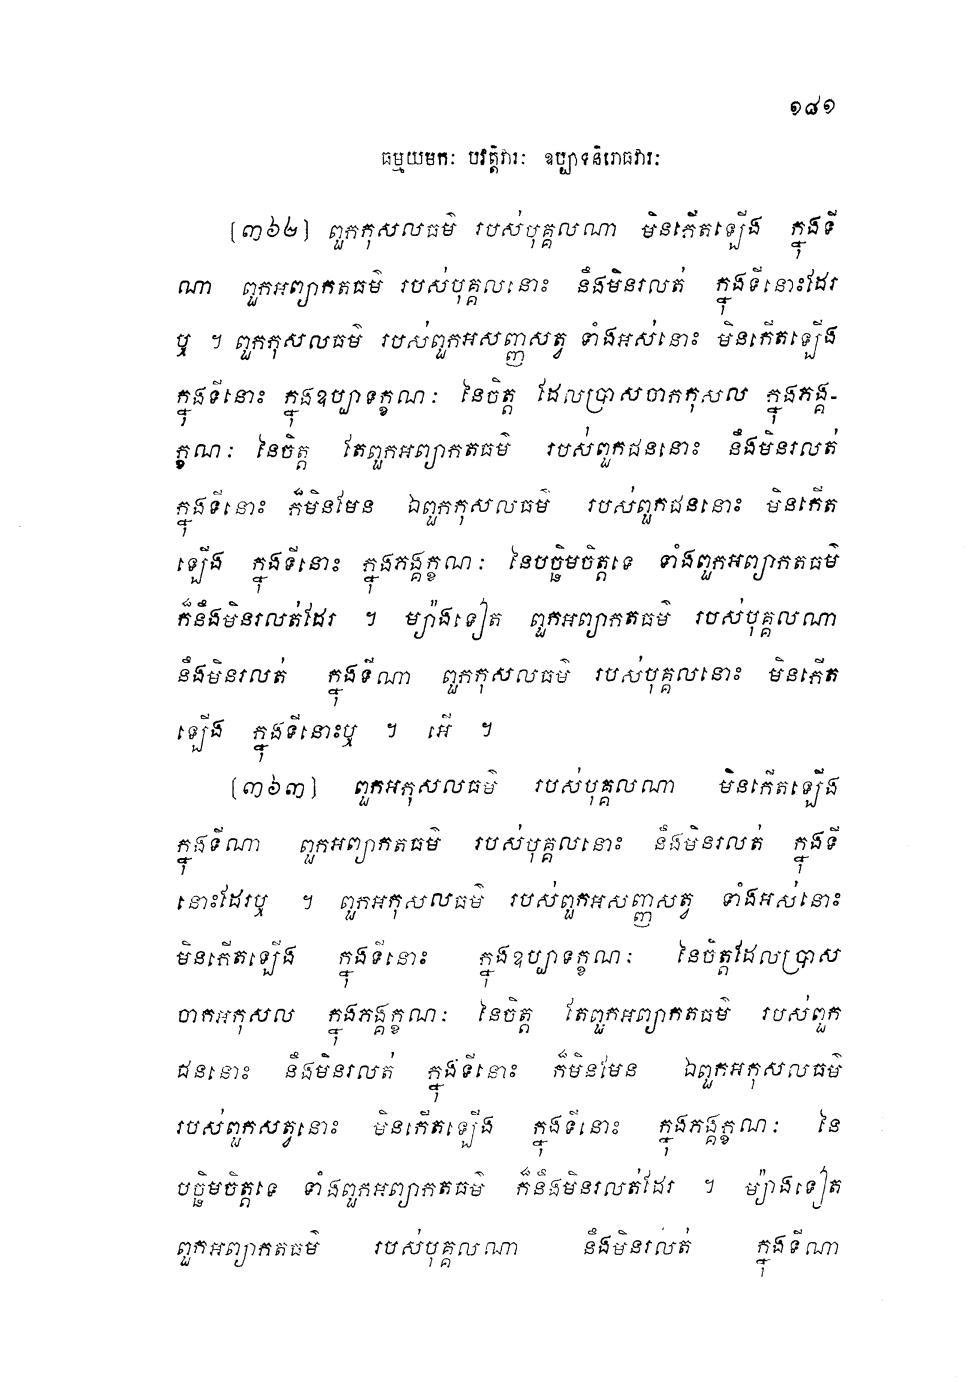 ១៨១
ធម្មយមកៈ បវត្តិវារៈ ឧប្បាទនិរោធវារៈ
(៣៦២) ពួកកុសលធម៌ របស់បុគ្គលណា មិនកើតឡើង ក្នុងទី
ណា ពួកអព្យាកតធម៌ របស់បុគ្គលនោះ នឹងមិនរលត់ ក្នុងទីនោះដែរ
ឬ ។ ពួកកុសលធម៌ របស់ពួកអសញ្ញសត្វ ទាំងអស់នោះ មិនកើតឡើង
ក្នុងទីនោះ ក្នុងឧប្បាទក្ខណៈ នៃចិត្ត ដែលប្រាសចាកកុសល ក្នុងភង្គ-
ក្ខណៈ នៃចិត្ត តែពួកអព្យាកតធម៌ របស់ពួកជននោះ នឹងមិនរលត់
ក្នុងទីនោះ ក៏មិនមែន ឯពួកកុសលធម៌ របស់ពួកជននោះ មិនកើត
ឡើង ក្នុងទីនោះ ក្នុងភង្គក្ខណៈ នៃបច្ឆិមចិត្តទេ ទាំងពួកអព្យាកតធម៌
ក៏នឹងមិនរលត់ដែរ ។ ម្យ៉ាងទៀត ពួកអព្យាកតធម៌ របស់បុគ្គលណា
នឹងមិនរលត់ ក្នុងទីណា ពួកកុសលធម៌ របស់បុគ្គលនោះ មិនកើត
ឡើង ក្នុងទីនោះឬ ។ អើ ។
(៣៦៣) ពួកអកុសលធម៌ របស់បុគ្គលណា មិនកើតឡើង
ក្នុងទីណា ពួកអព្យាកតធម៌ របស់បុគ្គលនោះ នឹងមិនរលត់ ក្នុងទី
នោះដែរឬ ។ ពួកអកុសលធម៌ របស់ពួកអសញ្ញសត្វ ទាំងអស់នោះ
មិនកើតឡើង ក្នុងទីនោះ ក្នុងឧប្បាទក្ខណៈ នៃចិត្តដែលប្រាស
ចាកអកុសល ក្នុងភង្គក្ខណៈ នៃចិត្ត តែពួកអព្យាកតធម៌ របស់ពួក
ជននោះ នឹងមិនរលត់ ក្នុងទីនោះ ក៏មិនមែន ឯពួកអកុសលធម៌
របស់ពួកសត្វនោះ មិនកើតឡើង ក្នុងទីនោះ ក្នុងភង្គក្ខណៈ នៃ
បច្ឆិមចិត្តទេ ទាំងពួកអព្យាកតធម៌ ក៏នឹងមិនរលត់ដែរ ។ ម្យ៉ាងទៀត
ពួកអព្យាកតធម៌ របស់បុគ្គលណា នឹងមិនរលត់ ក្នុងទីណា